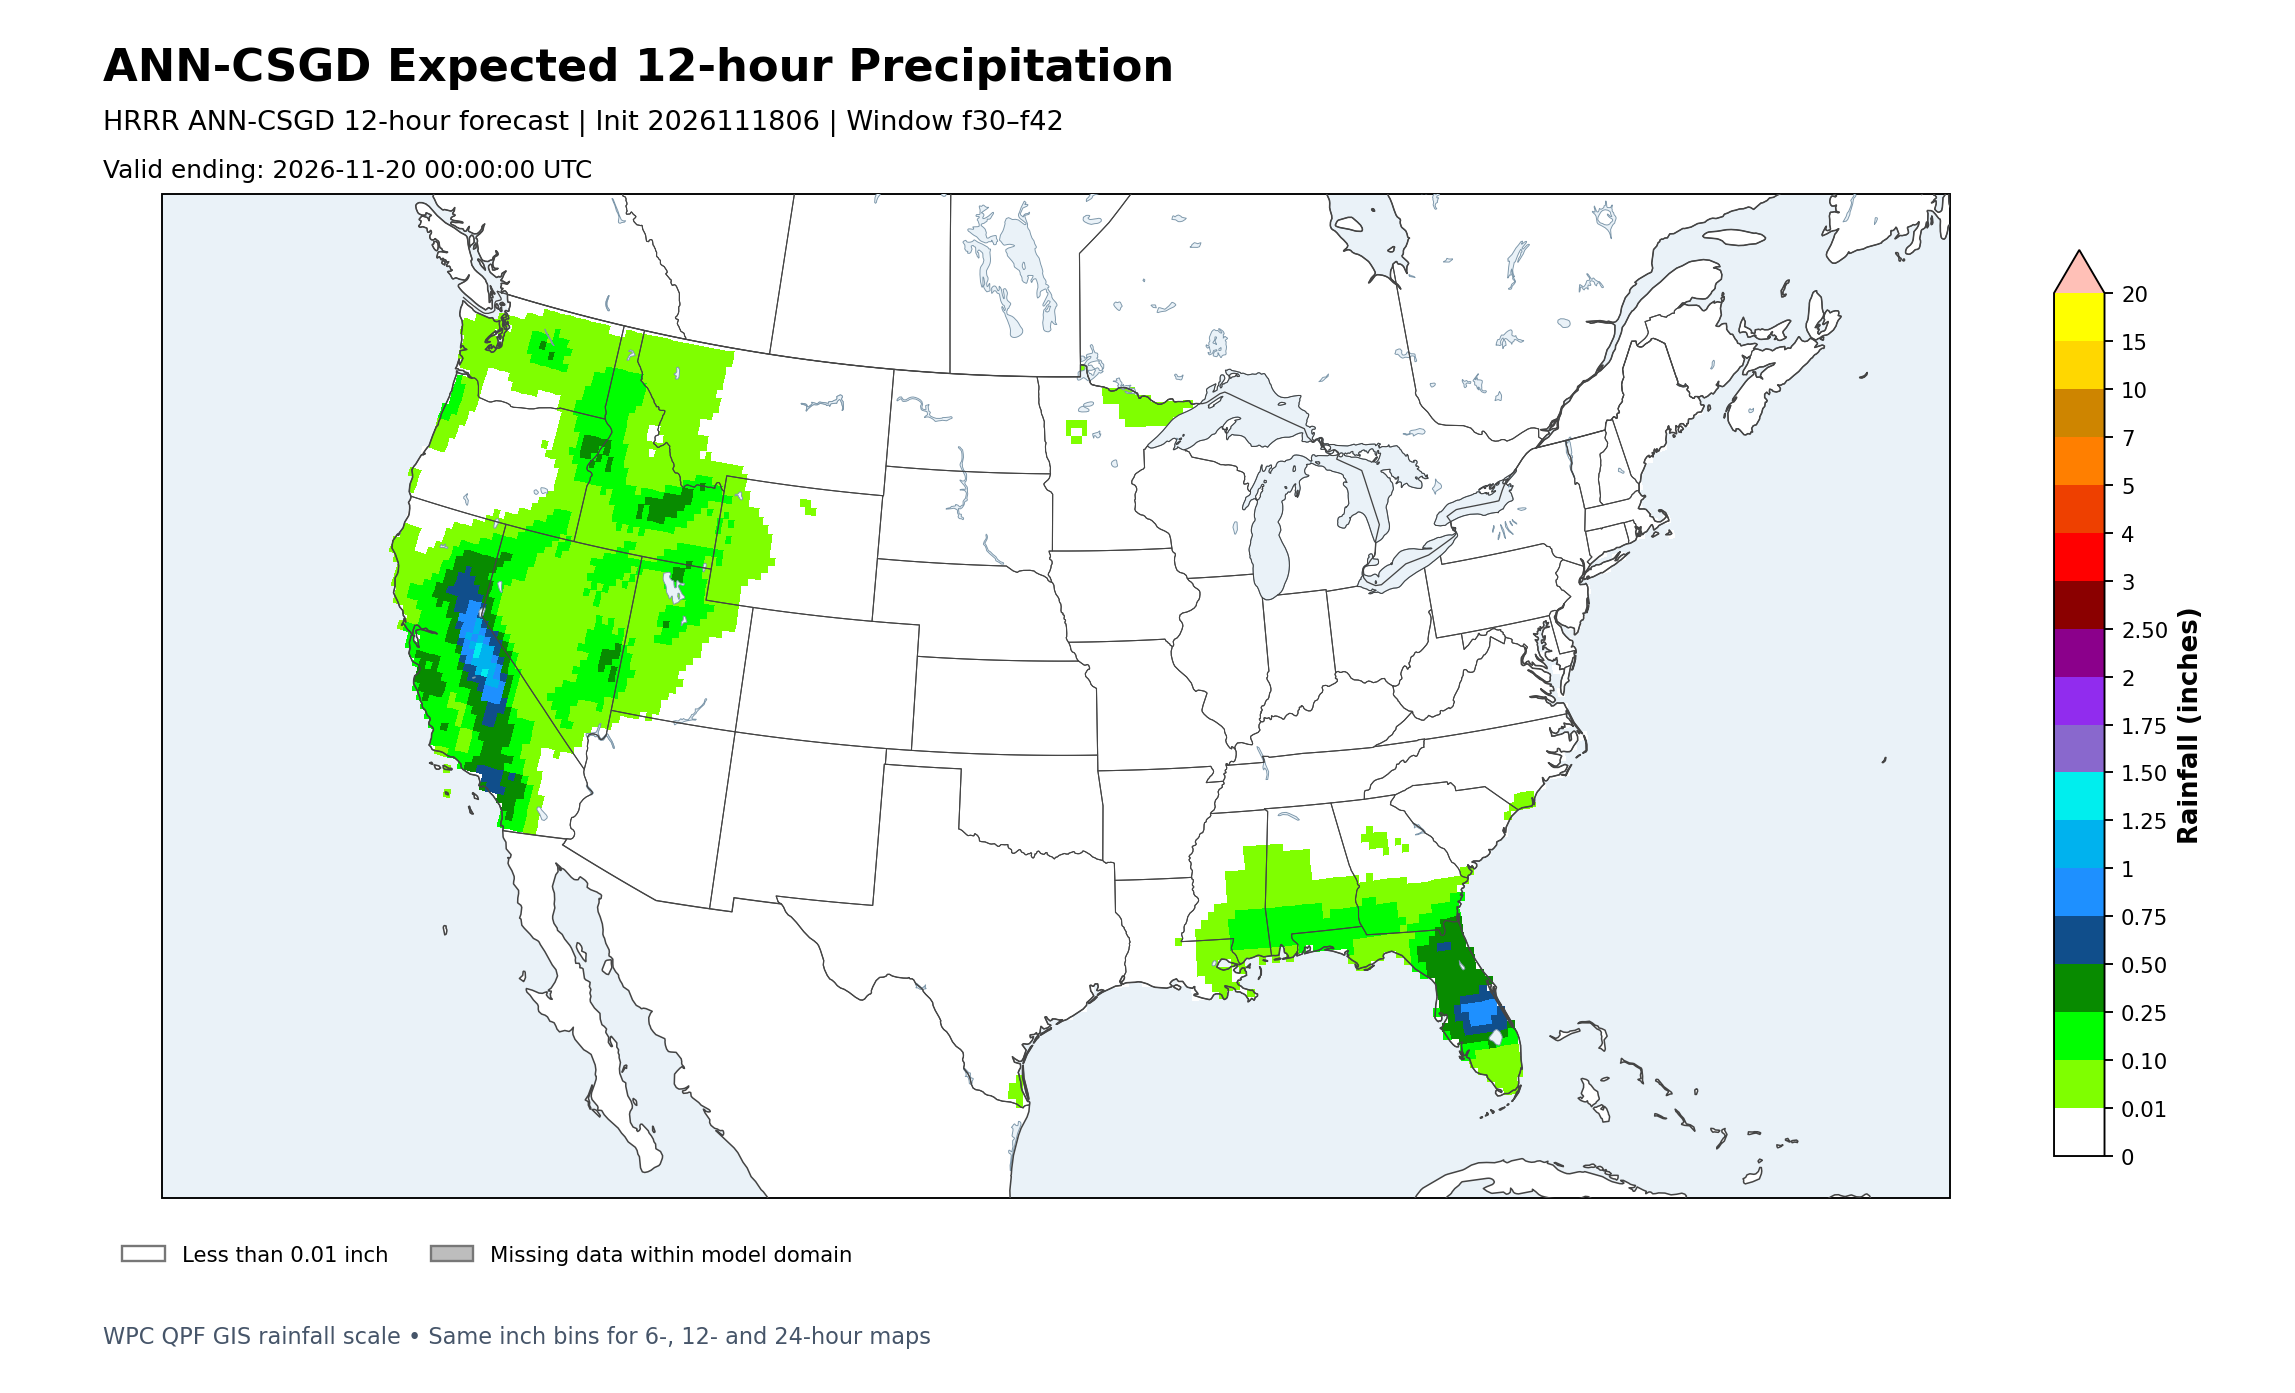 ANN-CSGD Expected 12-hour Precipitation
HRRR ANN-CSGD 12-hour forecast | Init 2026111806 | Window f30–f42
Valid ending: 2026-11-20 00:00:00 UTC
20
15
10
7
5
4
3
2.50
2
1.75
1.50
1.25
1
0.75
0.50
0.25
0.10
0.01
0
Rainfall (inches)
Less than 0.01 inch
Missing data within model domain
WPC QPF GIS rainfall scale • Same inch bins for 6-, 12- and 24-hour maps